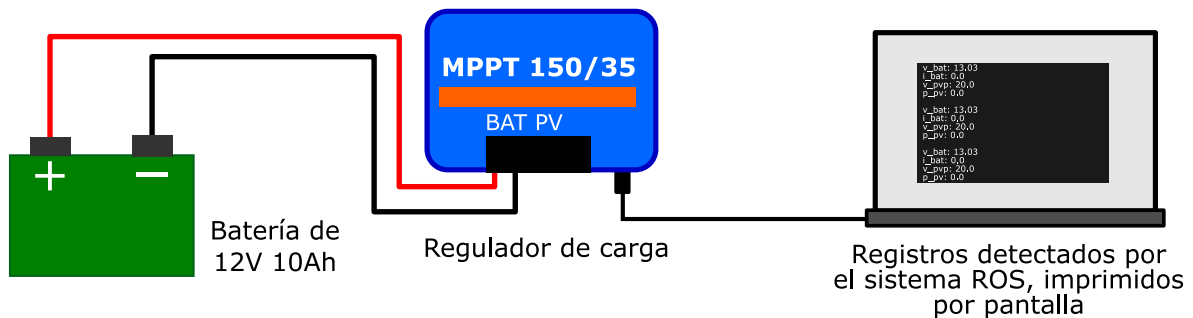 MPPT 150/35
BAT PV
+ −
Batería de
12V 10Ah
Regulador de carga
v_bat: 13.03
i_bat: 0.0
v_pvp: 20.0
p_pv: 0.0
v_bat: 13.03
i_bat: 0,0
v_pvp: 20.0
p_pv: 0.0
v_bat: 13.03
i_bat: 0,0
v_pvp: 20.0
p_pv: 0.0
Registros detectados por
el sistema ROS, imprimidos
por pantalla